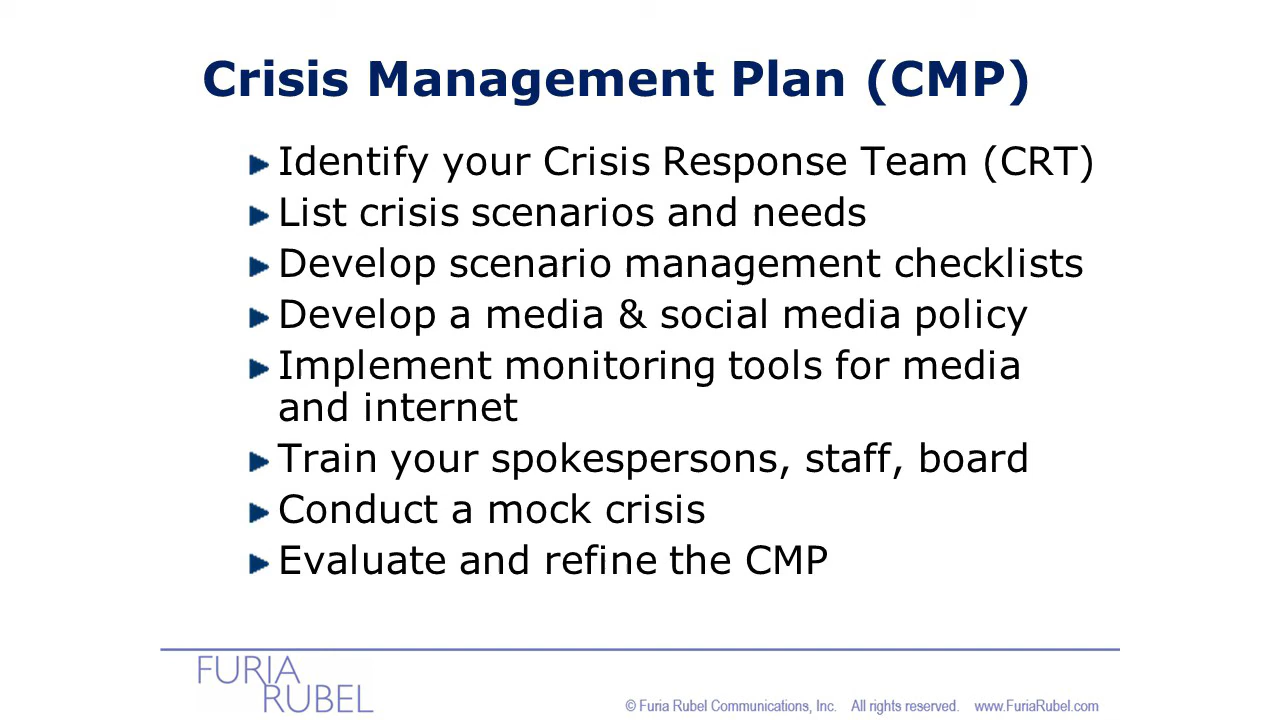 Crisis Management Plan (CMP)
Identify your Crisis Response Team (CRT)
List crisis scenarios and needs
Develop scenario management checklists
Develop a media & social media policy
Implement monitoring tools for media
and internet
Train your spokespersons, staff, board
Conduct a mock crisis
Evaluate and refine the CMP
FURIA
RUBEL
© Furia Rubel Communications, Inc. All rights reserved. www.FuriaRubel.com